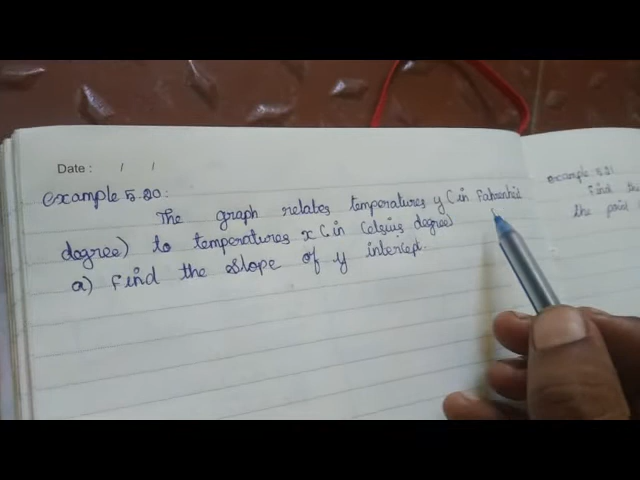 Date : / /
Example 5.20:
The graph relates temperatures y (in Fahrenheit
degree) to temperatures x (in Celsius degree)
a) Find the slope of y intercept.
example 5.21
Find the
the point